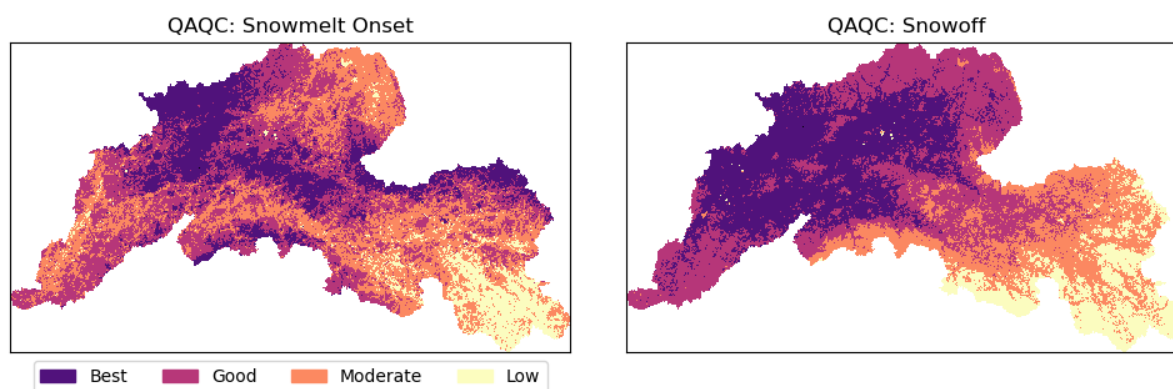 QAQC: Snowmelt Onset
QAQC: Snowoff
Best Good Moderate Low